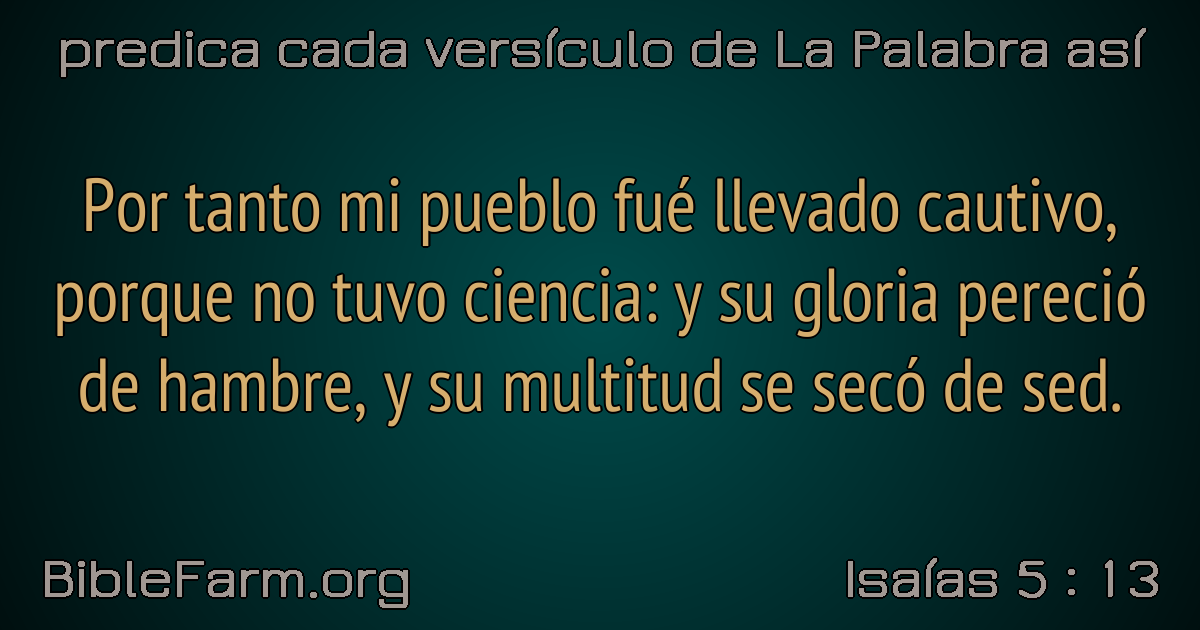 predica cada versículo de La Palabra así
Por tanto mi pueblo fué llevado cautivo,
porque no tuvo ciencia: y su gloria pereció
de hambre, y su multitud se secó de sed.
BibleFarm.org
Isaías 5 : 13